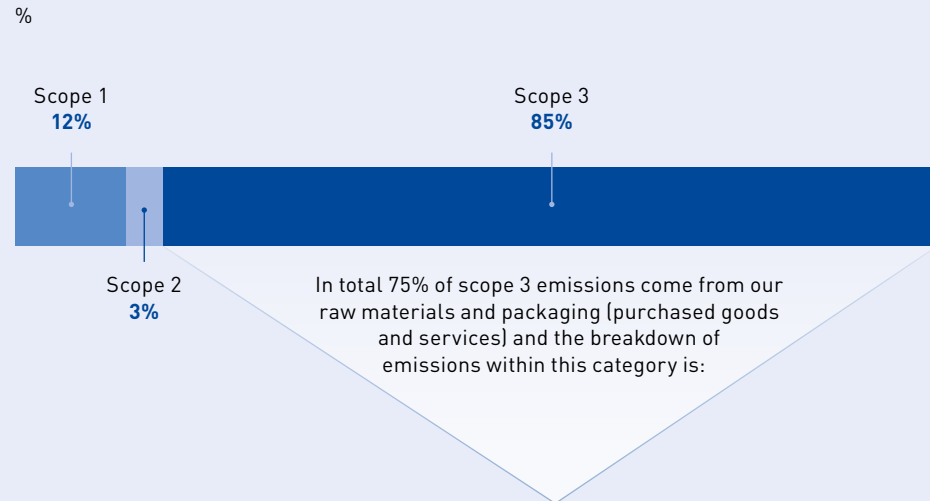 %
Scope 1
12%
Scope 3
85%
Scope 2
3%
In total 75% of scope 3 emissions come from our
raw materials and packaging (purchased goods
and services) and the breakdown of
emissions within this category is: